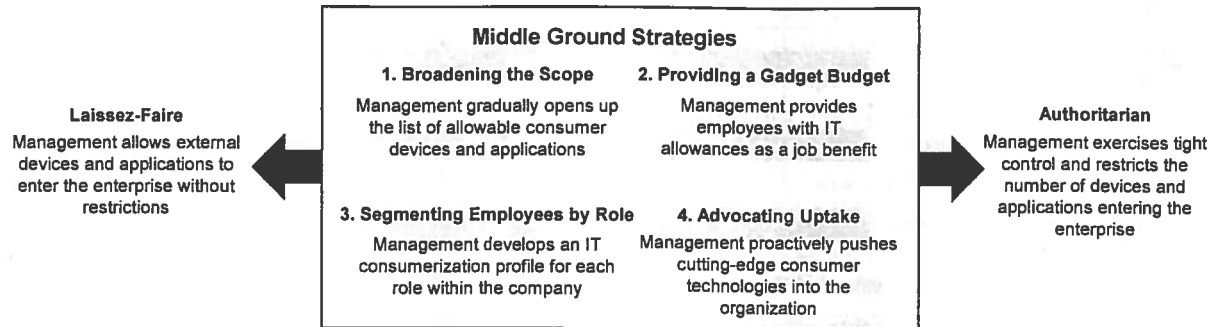 Middle Ground Strategies
1. Broadening the Scope
Management gradually opens up
the list of allowable consumer
devices and applications
2. Providing a Gadget Budget
Management provides
employees with IT
allowances as a job benefit
3. Segmenting Employees by Role
Management develops an IT
consumerization profile for each
role within the company
4. Advocating Uptake
Management proactively pushes
cutting-edge consumer
technologies into the
organization
Laissez-Faire
Management allows external
devices and applications to
enter the enterprise without
restrictions
Authoritarian
Management exercises tight
control and restricts the
number of devices and
applications entering the
enterprise